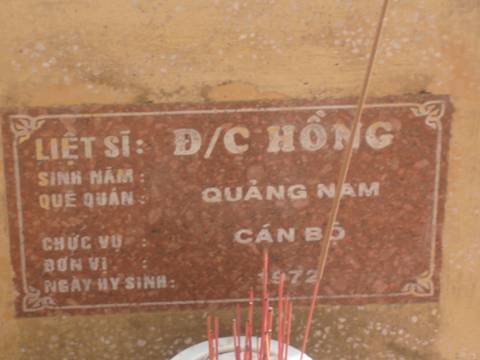 LIỆT SĨ: Đ/C HỒNG
SINH NĂM :
QUÊ QUÁN : QUẢNG NAM
CHỨC VỤ : CÁN BỘ
ĐƠN VỊ :
NGÀY HY SINH: 1972